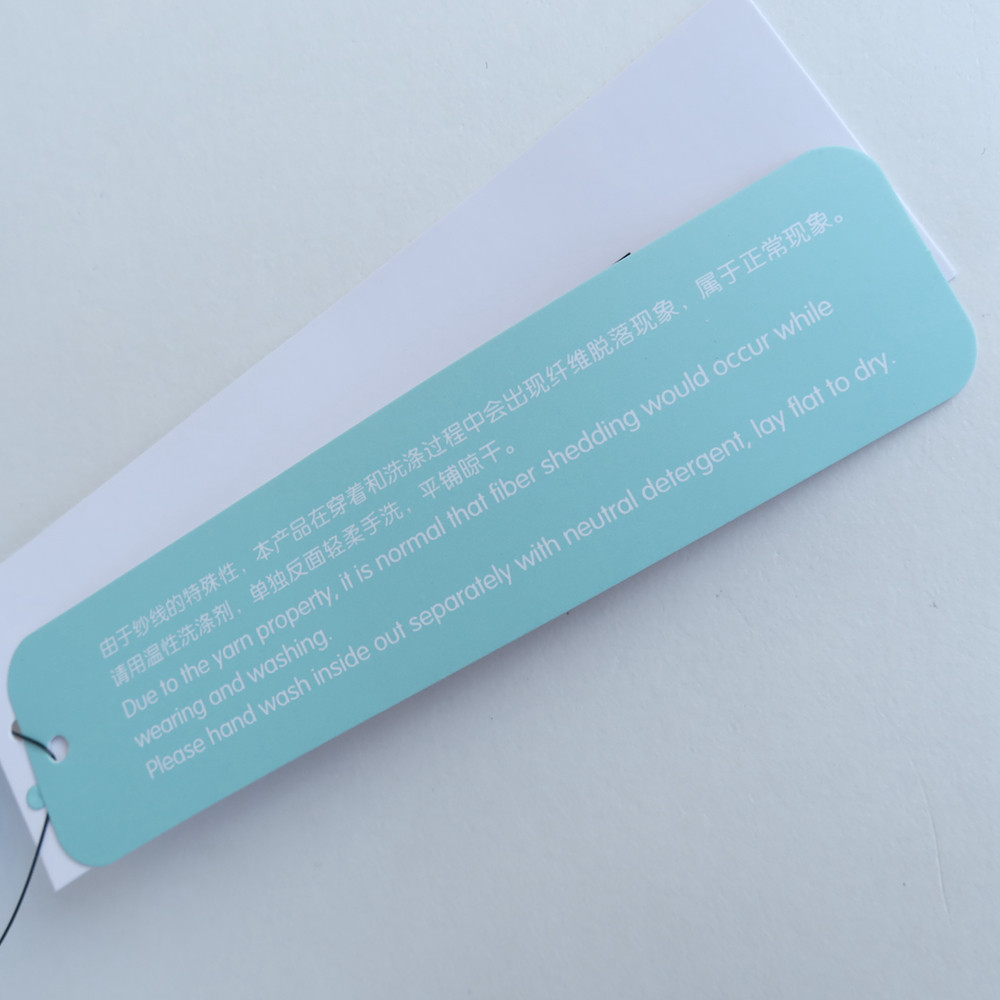 由于纱线的特殊性，本产品在穿着和洗涤过程中会出现纤维脱落现象，属于正常现象。
请用温性洗涤剂，单独反面轻柔手洗，平铺晾干。
Due to the yarn property, it is normal that fiber shedding would occur while
wearing and washing.
Please hand wash inside out separately with neutral detergent, lay flat to dry.